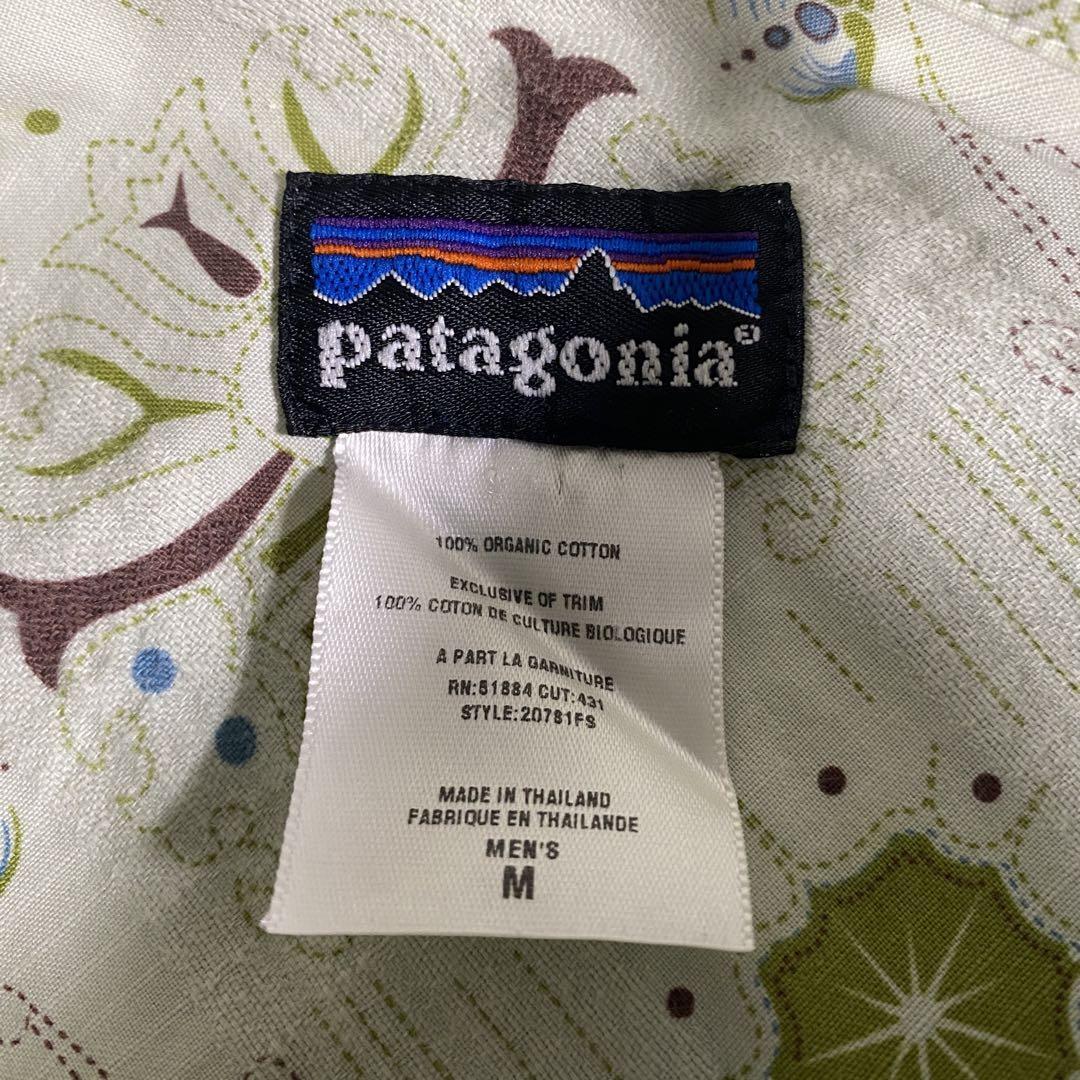 patagonia®
100% ORGANIC COTTON
EXCLUSIVE OF TRIM
100% COTON DE CULTURE BIOLOGIQUE
A PART LA GARNITURE
RN:51884 CUT:431
STYLE:20781FS
MADE IN THAILAND
FABRIQUE EN THAILANDE
MEN'S
M